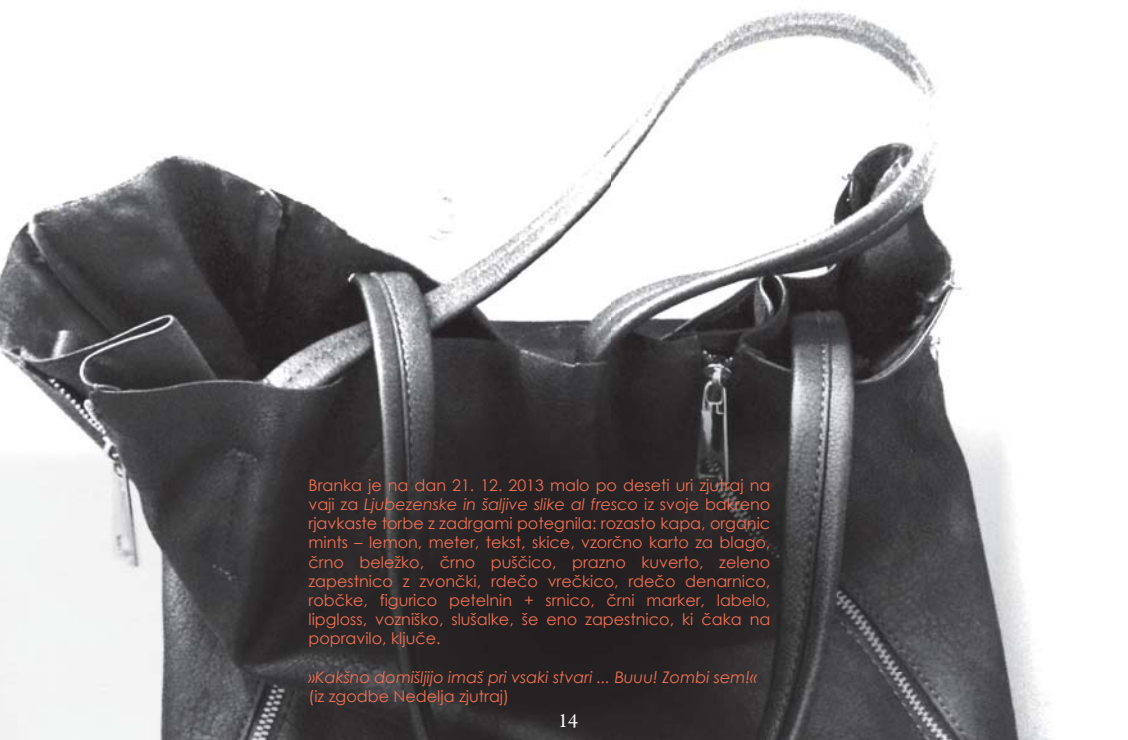 Branka je na dan 21. 12. 2013 malo po deseti uri zjutraj na
vaji za Ljubezenske in šaljive slike al fresco iz svoje bakreno
rjavkaste torbe z zadrgami potegnila: rozasto kapa, organic
mints – lemon, meter, tekst, skice, vzorčno karto za blago,
črno beležko, črno puščico, prazno kuverto, zeleno
zapestnico z zvončki, rdečo vrečkico, rdečo denarnico,
robčke, figurico petelnin + srnico, črni marker, labelo,
lipgloss, vozniško, slušalke, še eno zapestnico, ki čaka na
popravilo, ključe.
»Kakšno domišljijo imaš pri vsaki stvari ... Buuu! Zombi sem!«
(iz zgodbe Nedelja zjutraj)
14